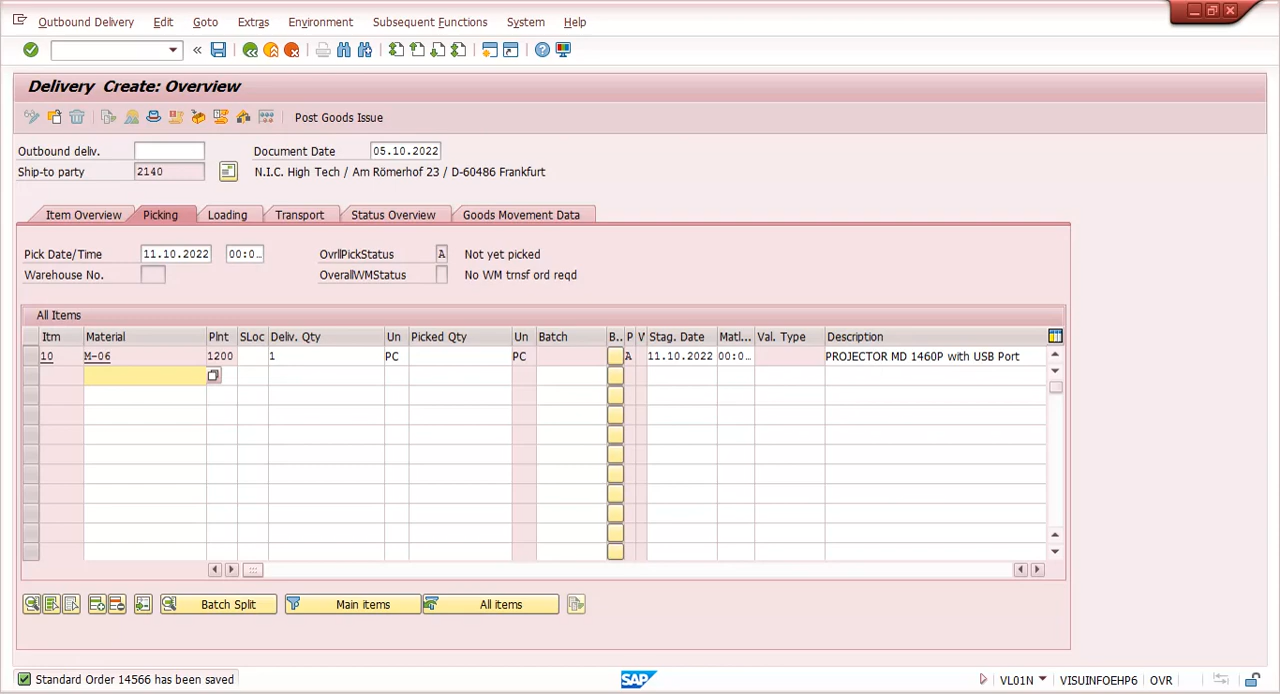 Outbound Delivery Edit Goto Extras Environment Subsequent Functions System Help
Delivery Create: Overview
Post Goods Issue
Outbound deliv. Document Date 05.10.2022
Ship-to party 2140 N.I.C. High Tech / Am Römerhof 23 / D-60486 Frankfurt
Item Overview Picking Loading Transport Status Overview Goods Movement Data
Pick Date/Time 11.10.2022 00:0… OvrllPickStatus A Not yet picked
Warehouse No. OverallWMStatus No WM trnsf ord reqd
All Items
Itm Material Plnt SLoc Deliv. Qty Un Picked Qty Un Batch B.. P V Stag. Date Matl... Val. Type Description
10 M-06 1200 1 PC PC A 11.10.2022 00:0… PROJECTOR MD 1460P with USB Port
Batch Split Main items All items
Standard Order 14566 has been saved SAP VL01N VISUINFOEHP6 OVR